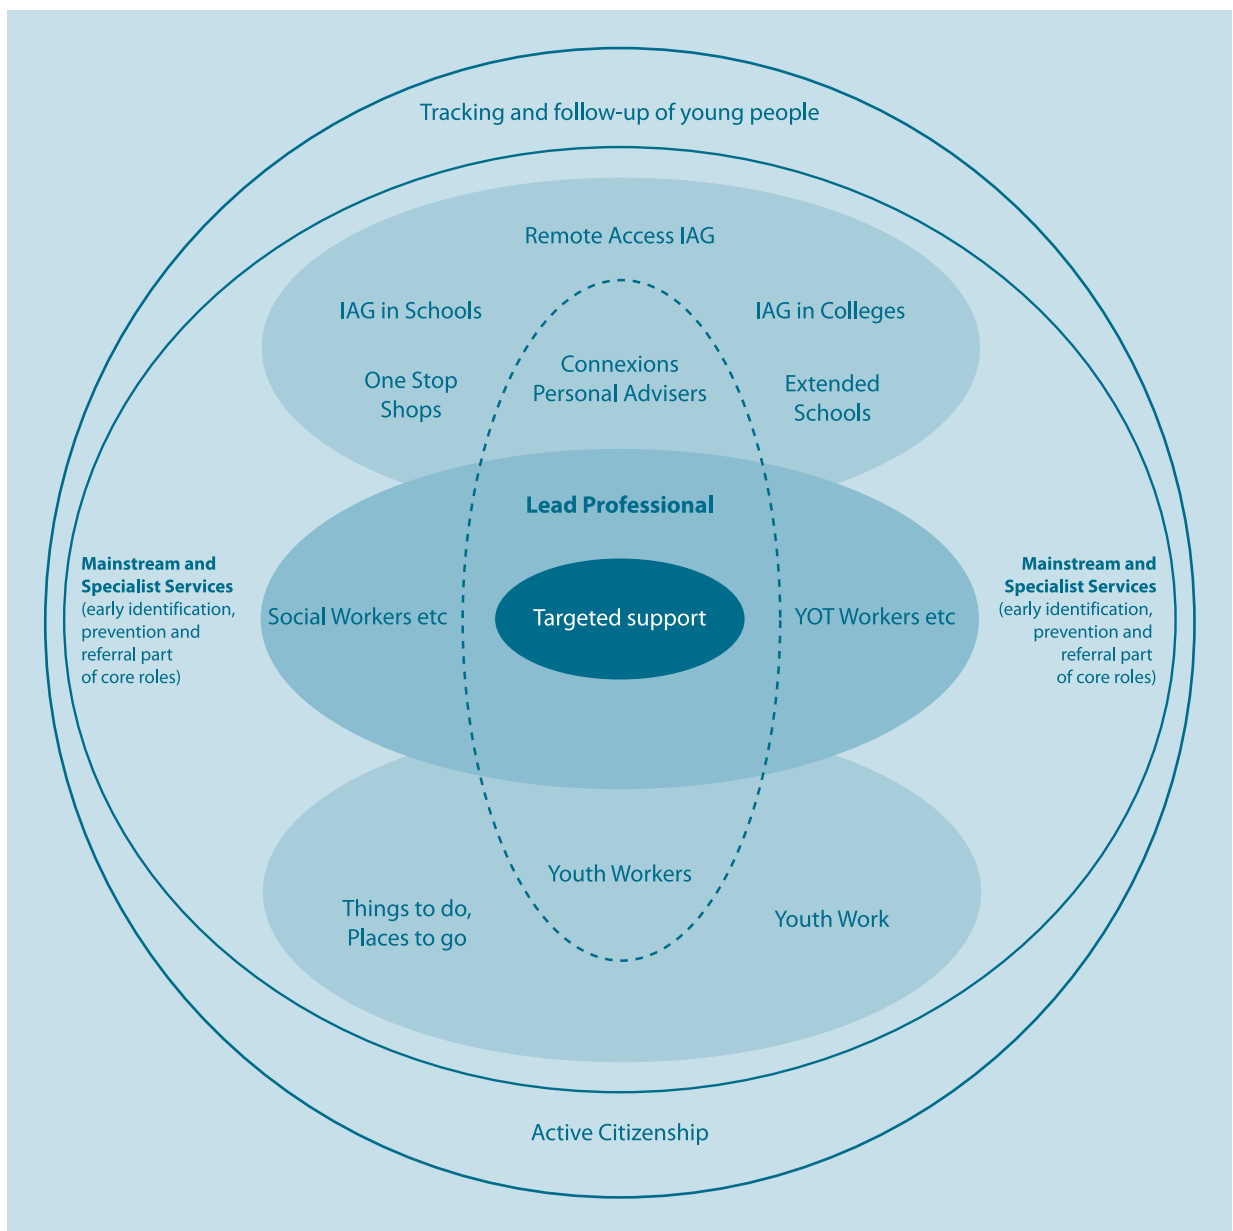 Tracking and follow-up of young people
Remote Access IAG
IAG in Schools
IAG in Colleges
One Stop
Shops
Connexions
Personal Advisers
Extended
Schools
Lead Professional
Mainstream and
Specialist Services
(early identification,
prevention and
referral part
of core roles)
Social Workers etc
Targeted support
YOT Workers etc
Mainstream and
Specialist Services
(early identification,
prevention and
referral part
of core roles)
Youth Workers
Things to do,
Places to go
Youth Work
Active Citizenship